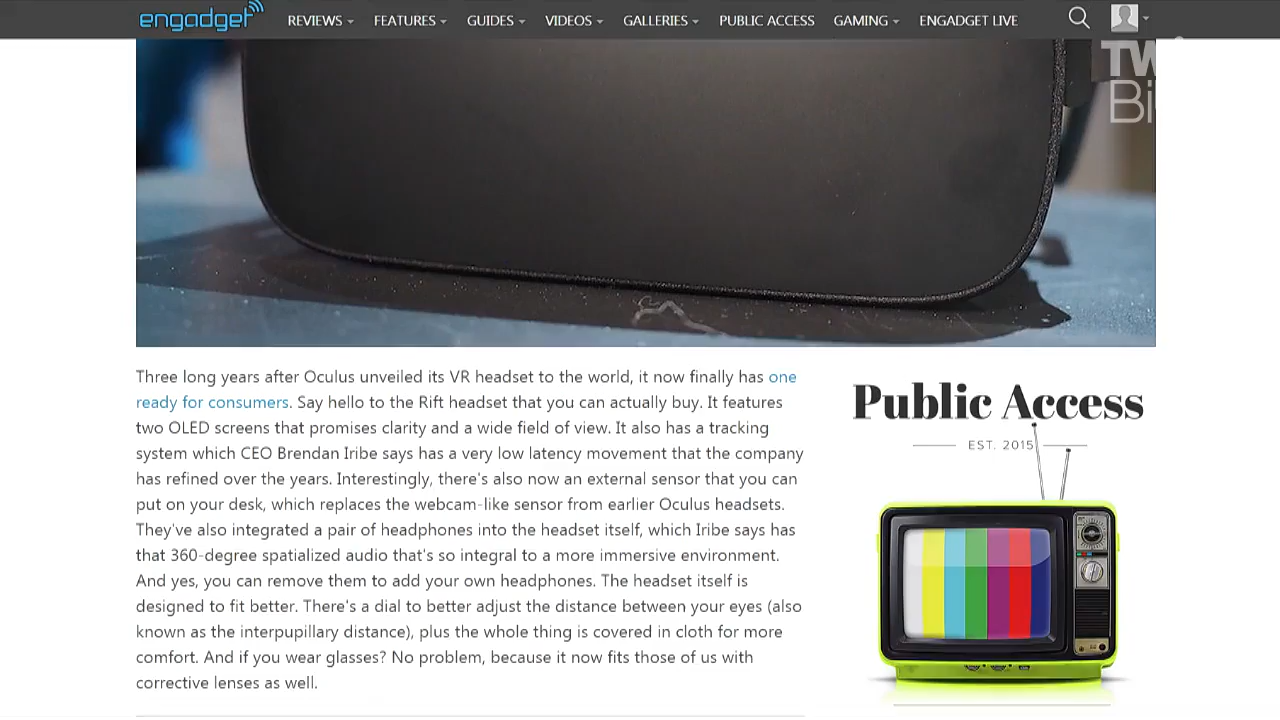 engadget
REVIEWS FEATURES GUIDES VIDEOS GALLERIES PUBLIC ACCESS GAMING ENGADGET LIVE
Three long years after Oculus unveiled its VR headset to the world, it now finally has one
ready for consumers. Say hello to the Rift headset that you can actually buy. It features
two OLED screens that promises clarity and a wide field of view. It also has a tracking
system which CEO Brendan Iribe says has a very low latency movement that the company
has refined over the years. Interestingly, there's also now an external sensor that you can
put on your desk, which replaces the webcam-like sensor from earlier Oculus headsets.
They've also integrated a pair of headphones into the headset itself, which Iribe says has
that 360-degree spatialized audio that's so integral to a more immersive environment.
And yes, you can remove them to add your own headphones. The headset itself is
designed to fit better. There's a dial to better adjust the distance between your eyes (also
known as the interpupillary distance), plus the whole thing is covered in cloth for more
comfort. And if you wear glasses? No problem, because it now fits those of us with
corrective lenses as well.
Public Access
EST. 2015